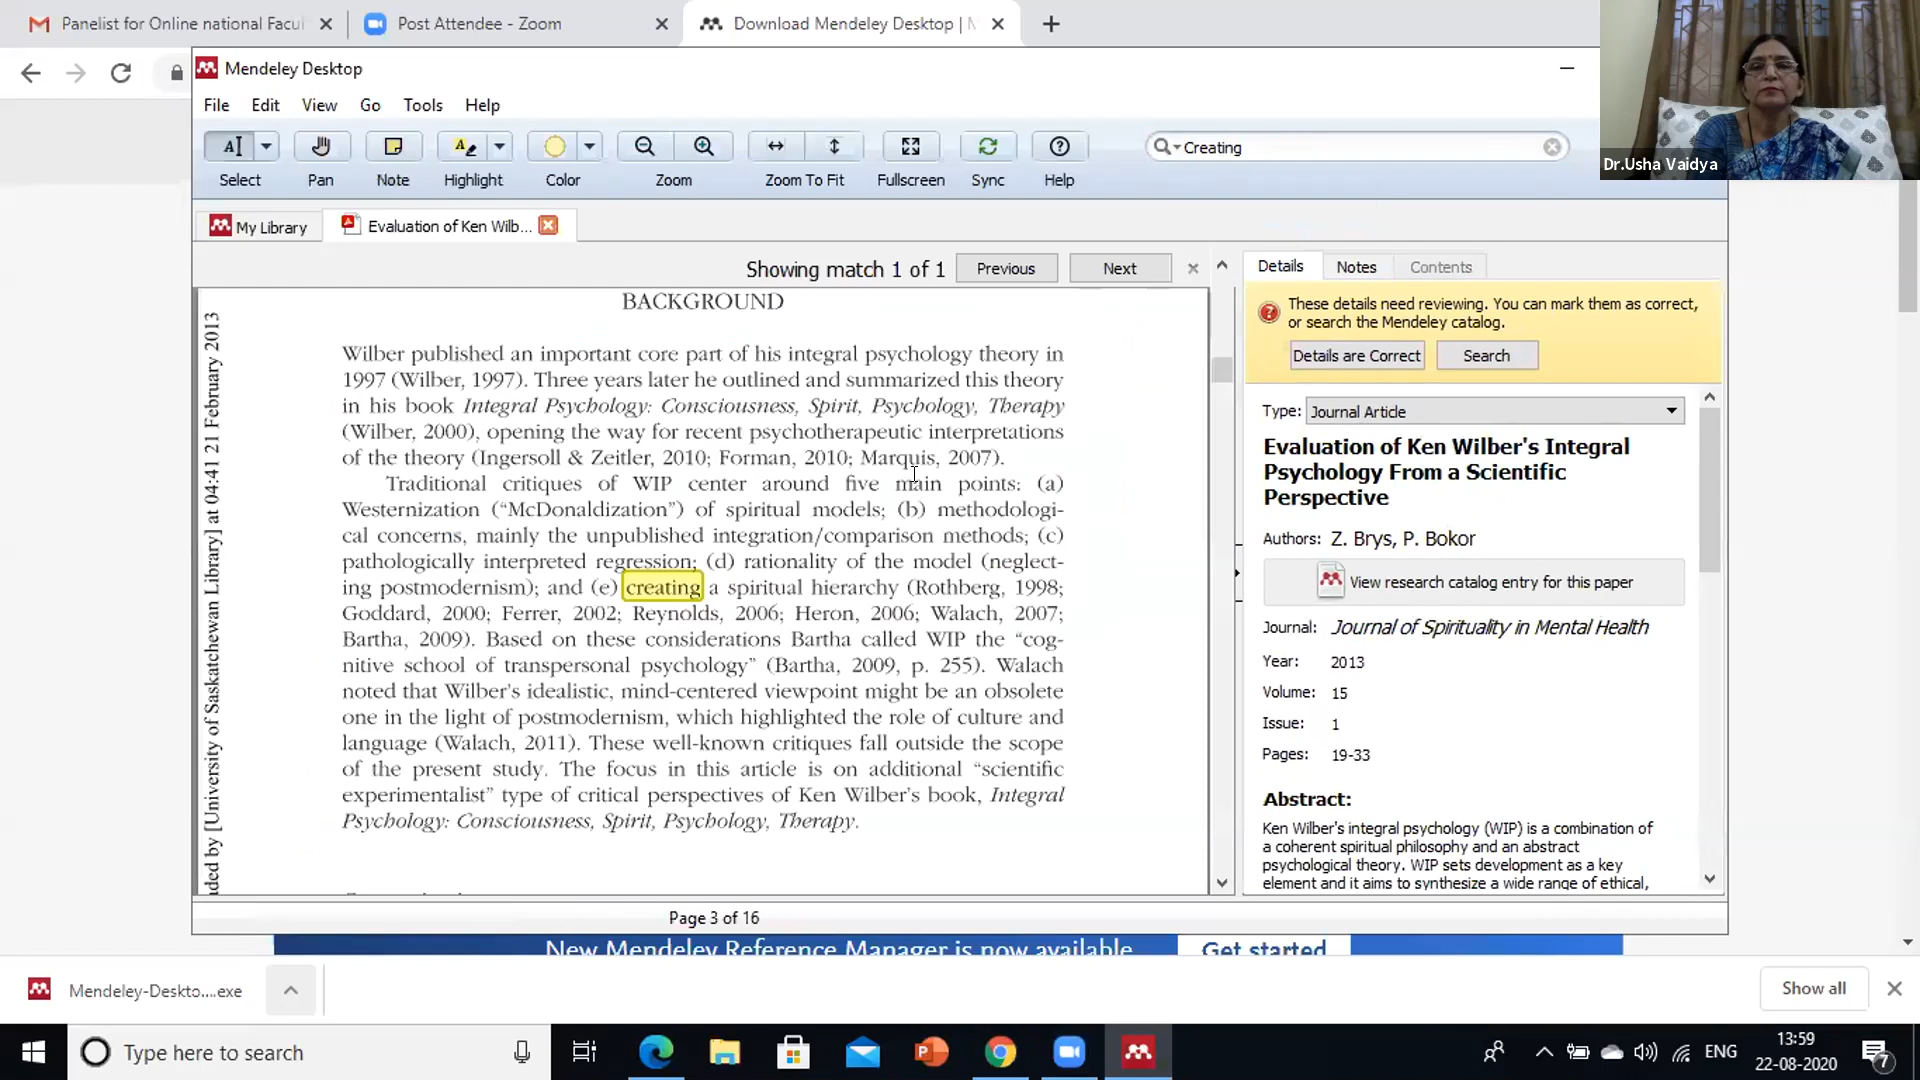 Panelist for Online national Facul
Post Attendee - Zoom
Download Mendeley Desktop | M
Mendeley Desktop
File Edit View Go Tools Help
Creating
Select Pan Note Highlight Color Zoom Zoom To Fit Fullscreen Sync Help
Dr.Usha Vaidya
My Library
Evaluation of Ken Wilb...
Showing match 1 of 1 Previous Next
BACKGROUND
Wilber published an important core part of his integral psychology theory in
1997 (Wilber, 1997). Three years later he outlined and summarized this theory
in his book Integral Psychology: Consciousness, Spirit, Psychology, Therapy
(Wilber, 2000), opening the way for recent psychotherapeutic interpretations
of the theory (Ingersoll & Zeitler, 2010; Forman, 2010; Marquis, 2007).
Traditional critiques of WIP center around five main points: (a)
Westernization (“McDonaldization”) of spiritual models; (b) methodologi-
cal concerns, mainly the unpublished integration/comparison methods; (c)
pathologically interpreted regression; (d) rationality of the model (neglect-
ing postmodernism); and (e) creating a spiritual hierarchy (Rothberg, 1998;
Goddard, 2000; Ferrer, 2002; Reynolds, 2006; Heron, 2006; Walach, 2007;
Bartha, 2009). Based on these considerations Bartha called WIP the “cog-
nitive school of transpersonal psychology” (Bartha, 2009, p. 255). Walach
noted that Wilber’s idealistic, mind-centered viewpoint might be an obsolete
one in the light of postmodernism, which highlighted the role of culture and
language (Walach, 2011). These well-known critiques fall outside the scope
of the present study. The focus in this article is on additional “scientific
experimentalist” type of critical perspectives of Ken Wilber’s book, Integral
Psychology: Consciousness, Spirit, Psychology, Therapy.
aded by [University of Saskatchewan Library] at 04:41 21 February 2013
Page 3 of 16
Details Notes Contents
These details need reviewing. You can mark them as correct,
or search the Mendeley catalog.
Details are Correct Search
Type: Journal Article
Evaluation of Ken Wilber's Integral
Psychology From a Scientific
Perspective
Authors: Z. Brys, P. Bokor
View research catalog entry for this paper
Journal: Journal of Spirituality in Mental Health
Year: 2013
Volume: 15
Issue: 1
Pages: 19-33
Abstract:
Ken Wilber's integral psychology (WIP) is a combination of
a coherent spiritual philosophy and an abstract
psychological theory. WIP sets development as a key
element and it aims to synthesize a wide range of ethical,
New Mendeley Reference Manager is now available Get started
Mendeley-Deskto....exe
Show all
Type here to search
ENG
13:59
22-08-2020
7